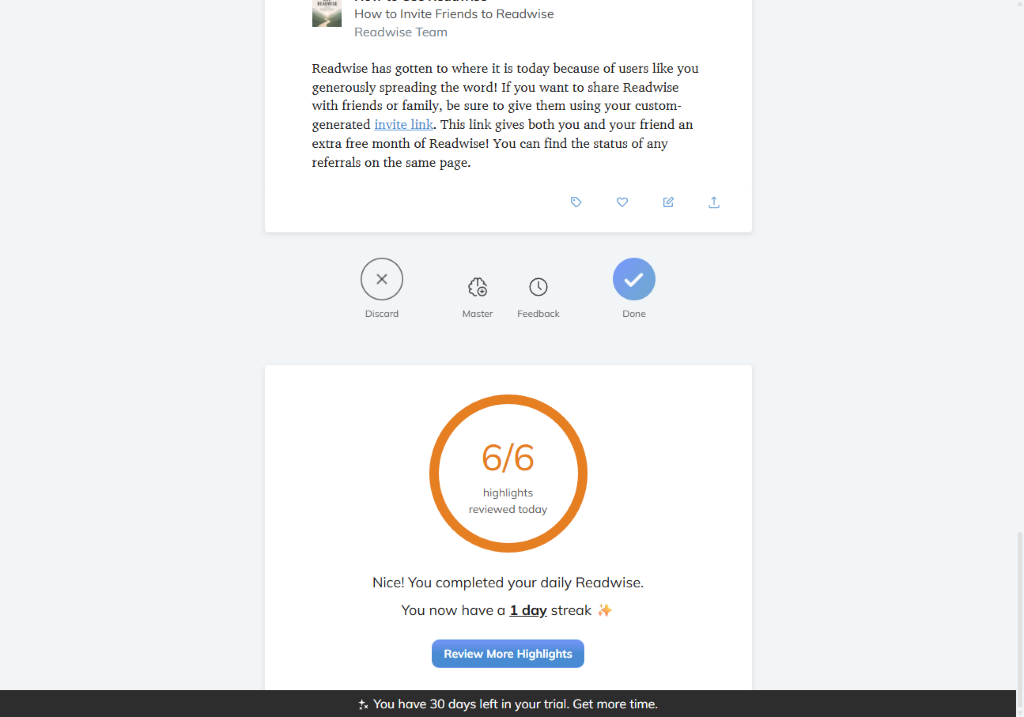 How to Use Readwise
How to Invite Friends to Readwise
Readwise Team
Readwise has gotten to where it is today because of users like you
generously spreading the word! If you want to share Readwise
with friends or family, be sure to give them using your custom-
generated invite link. This link gives both you and your friend an
extra free month of Readwise! You can find the status of any
referrals on the same page.
Discard
Master
Feedback
Done
6/6
highlights
reviewed today
Nice! You completed your daily Readwise.
You now have a 1 day streak ✨
Review More Highlights
You have 30 days left in your trial. Get more time.